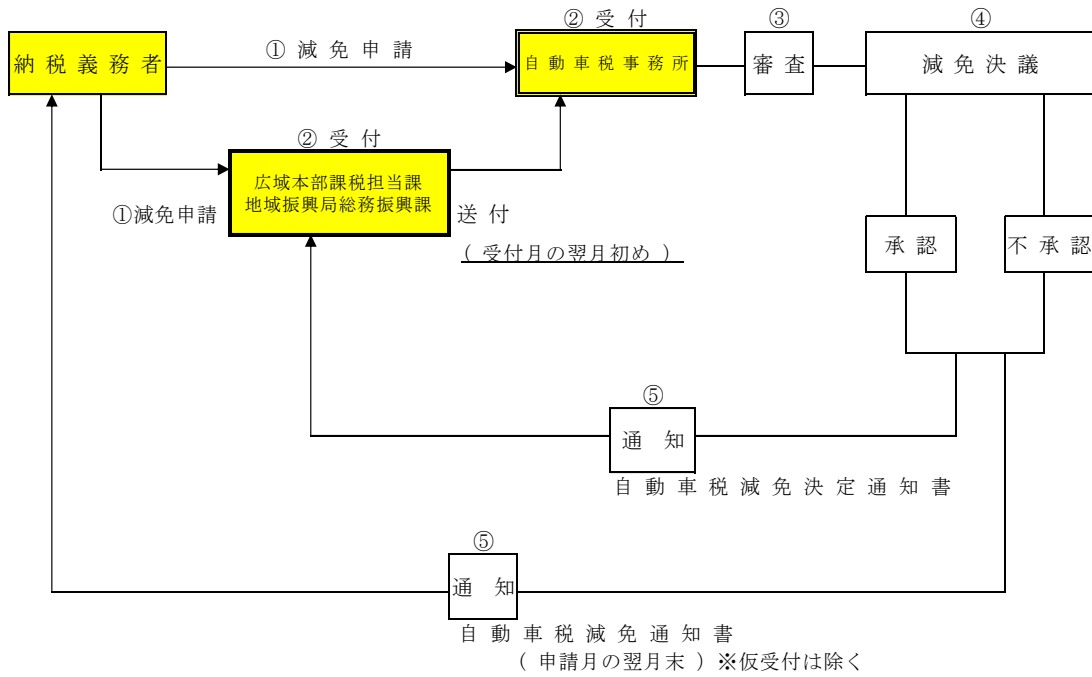 ② 受 付
③
④
納 税 義 務 者
① 減 免 申 請
自 動 車 税 事 務 所
審 査
減 免 決 議
② 受 付
広域本部課税担当課
地域振興局総務振興課
①減免申請
送 付
( 受付月の翌月初め )
承 認
不 承 認
⑤
通 知
自 動 車 税 減 免 決 定 通 知 書
⑤
通 知
自 動 車 税 減 免 通 知 書
( 申請月の翌月末 ) ※仮受付は除く